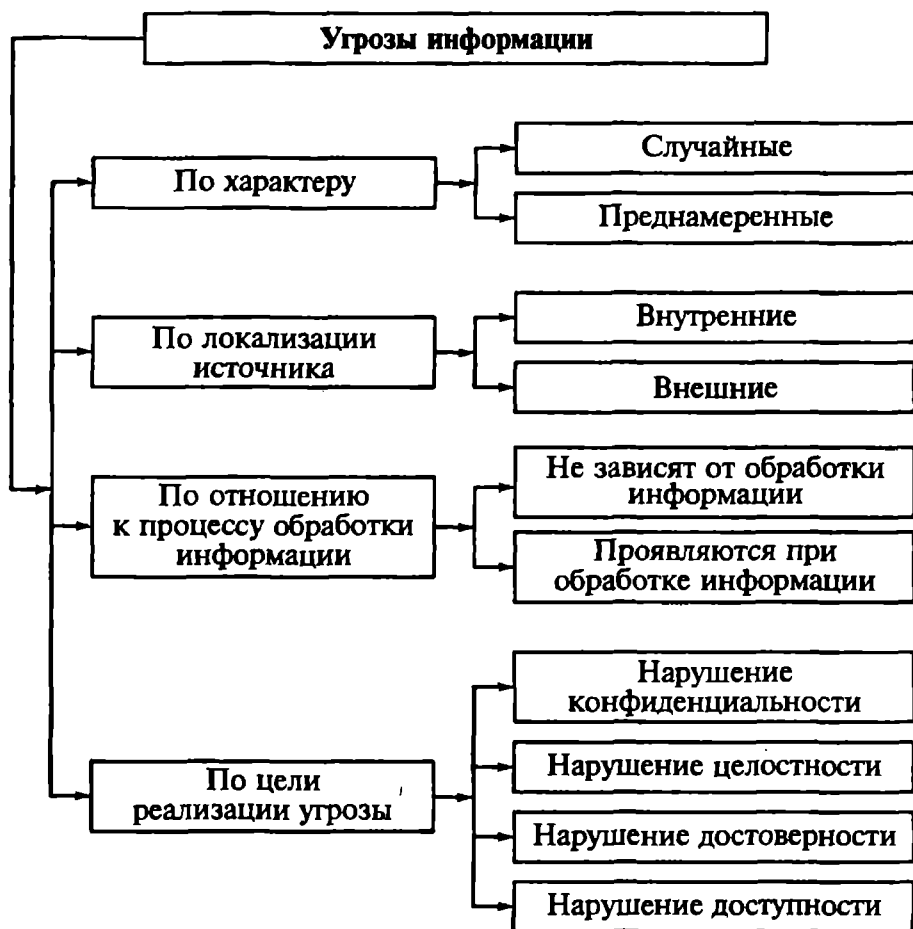 Угрозы информации
По характеру
Случайные
Преднамеренные
По локализации
источника
Внутренние
Внешние
По отношению
к процессу обработки
информации
Не зависят от обработки
информации
Проявляются при
обработке информации
По цели
реализации угрозы
Нарушение
конфиденциальности
Нарушение целостности
Нарушение достоверности
Нарушение доступности